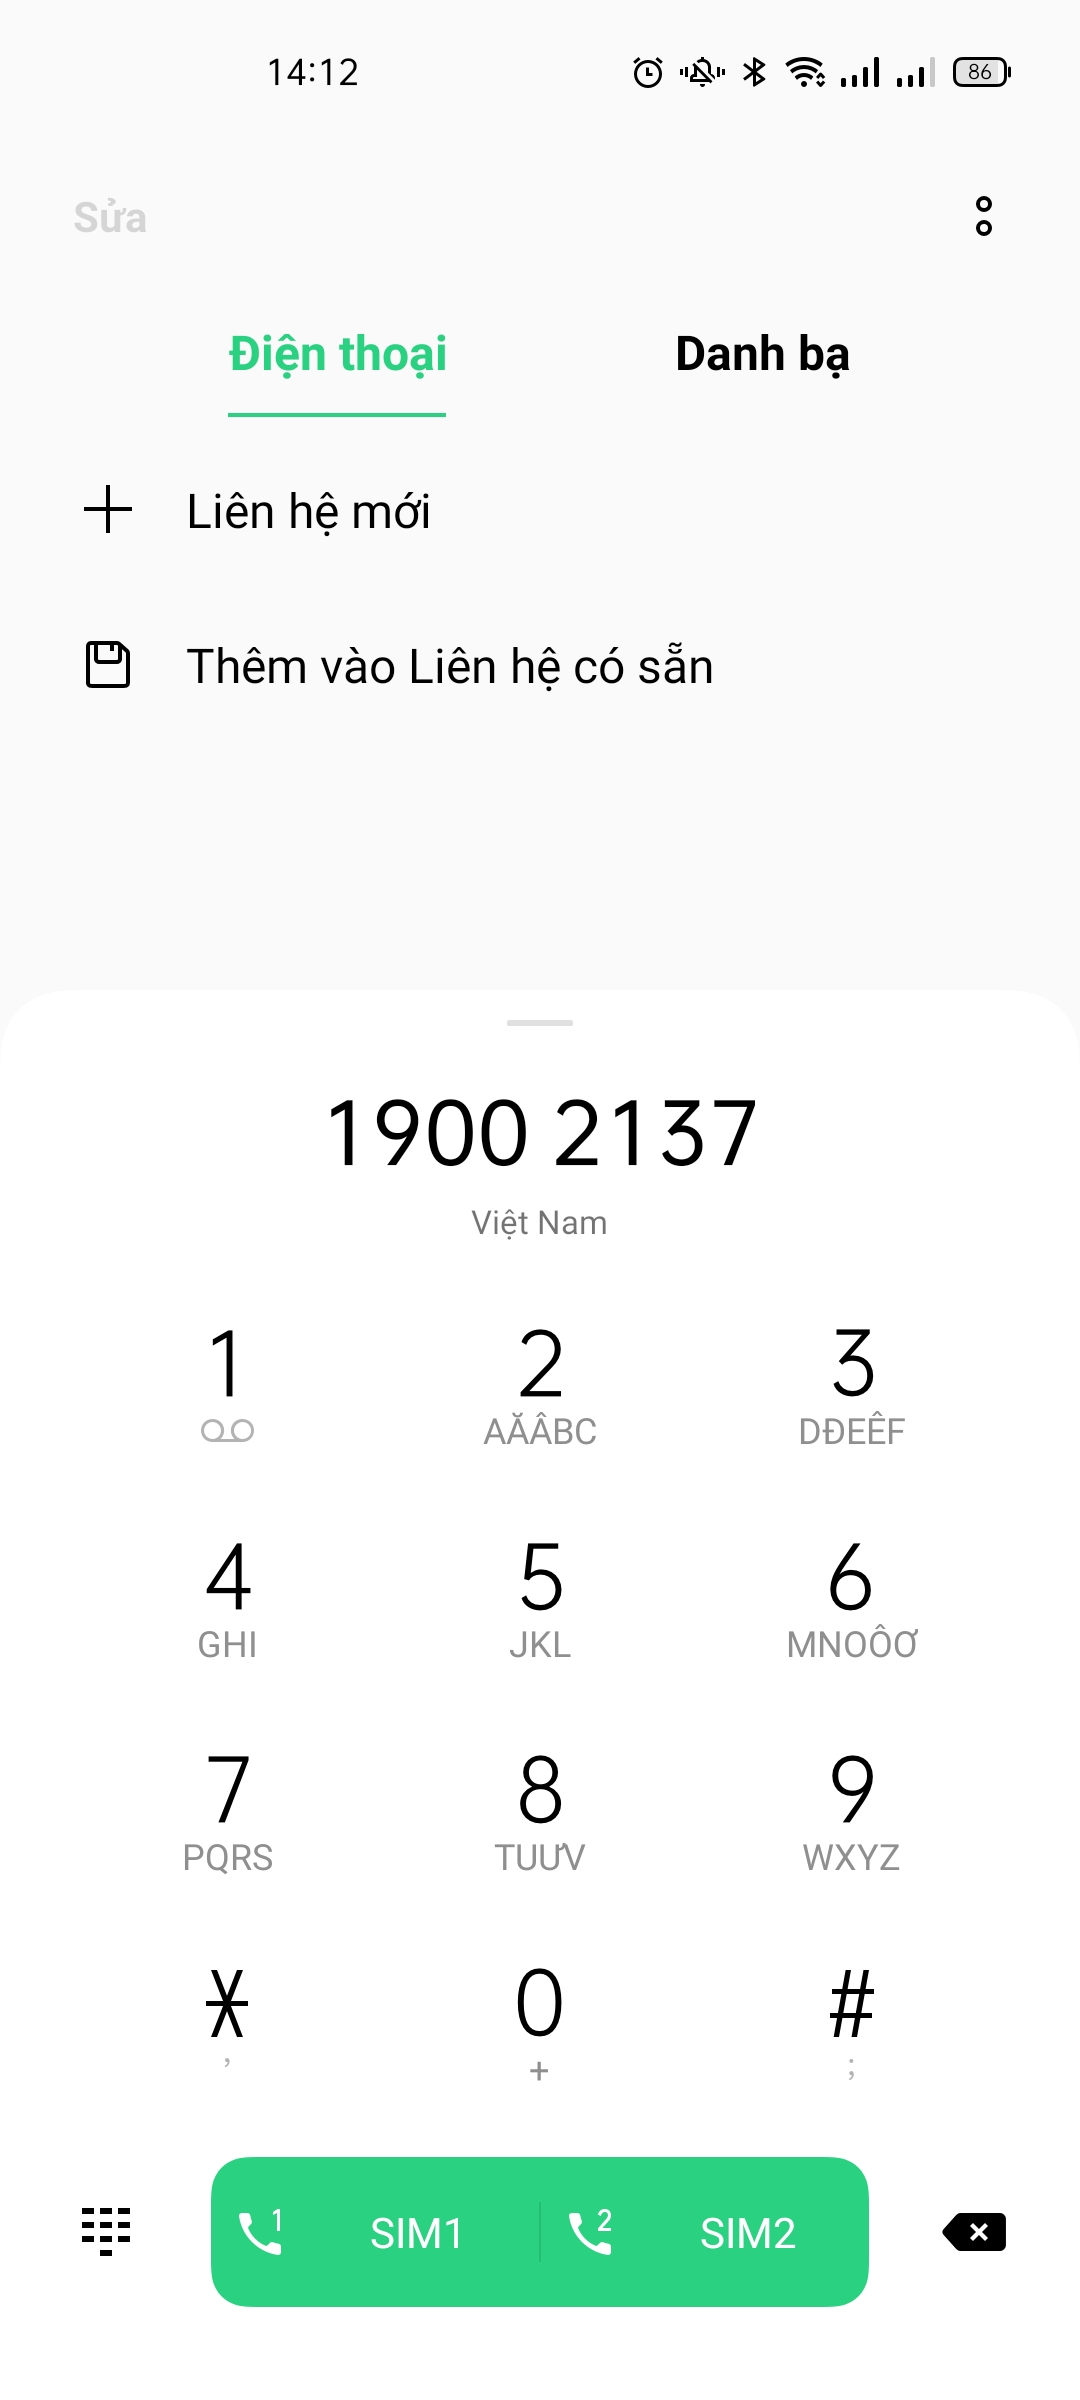 14:12
86
Sửa
Điện thoại Danh bạ
Liên hệ mới
Thêm vào Liên hệ có sẵn
1900 2137
Việt Nam
1 2 3
AĂÂBC DĐEÊF
4 5 6
GHI JKL MNOÔƠ
7 8 9
PQRS TUƯV WXYZ
* 0 #
, + ;
1 SIM1 2 SIM2